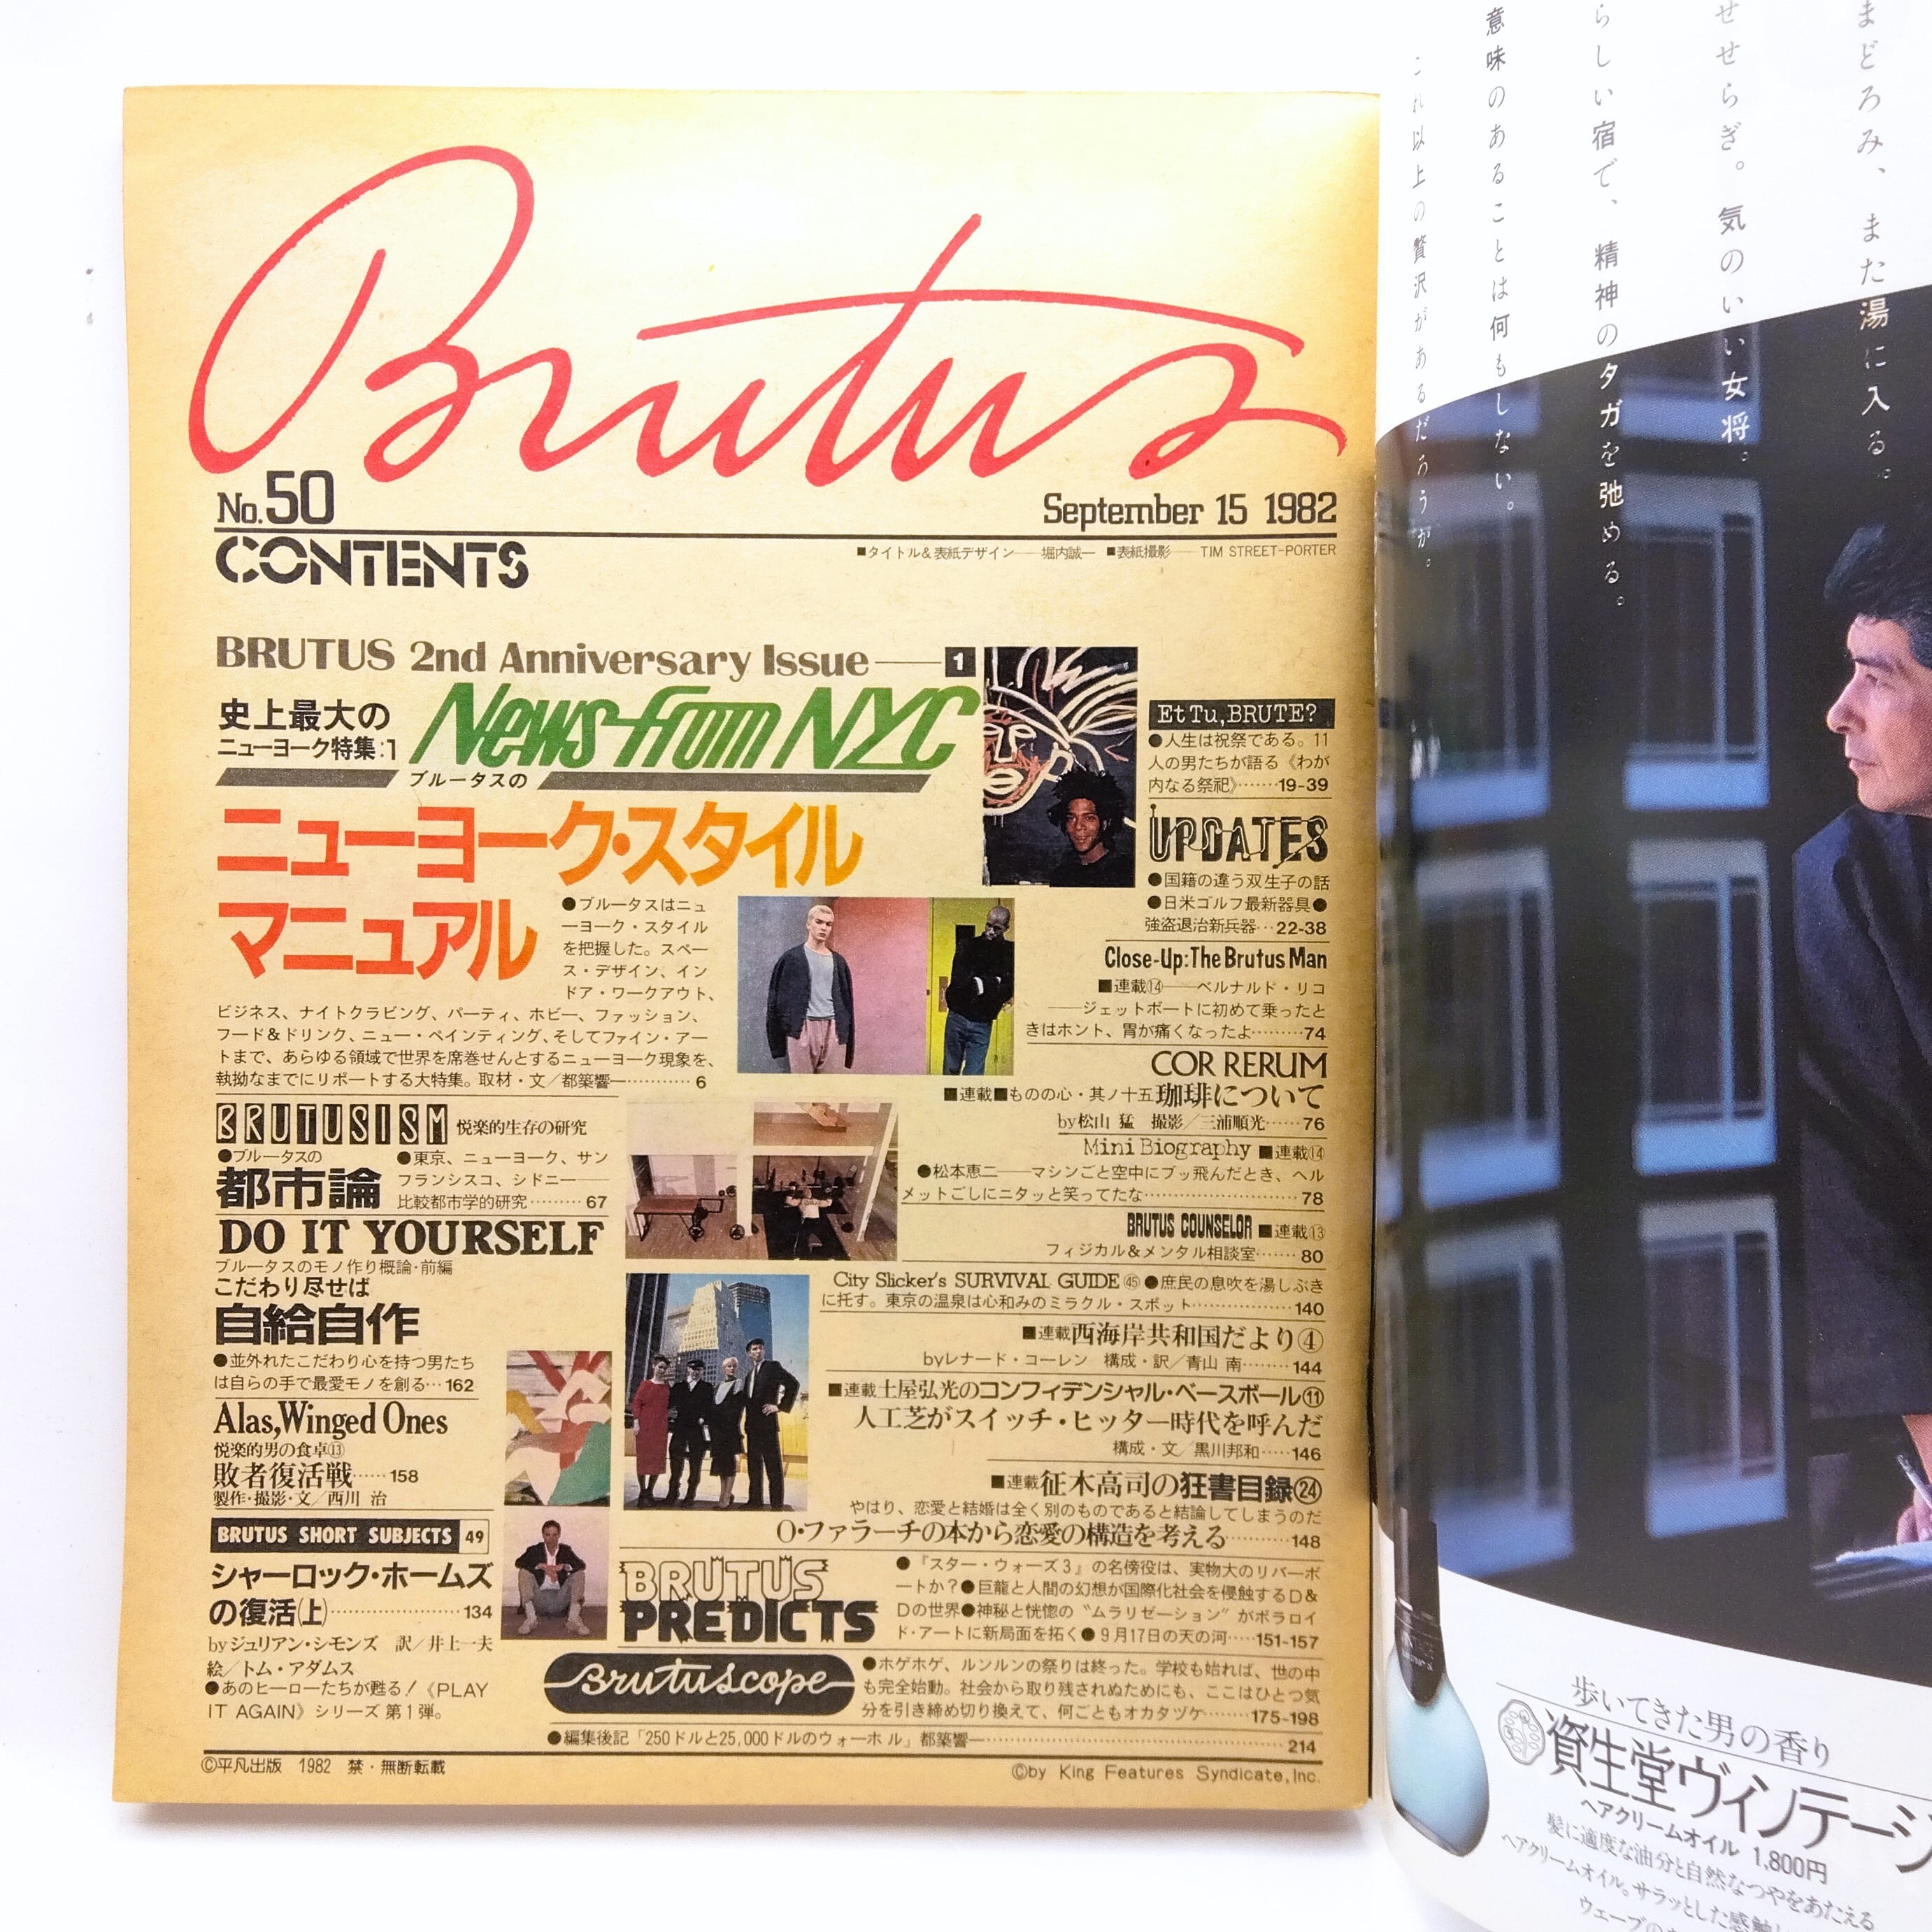 Brutus
No.50
September 15 1982
CONTENTS
■タイトル&表紙デザイン──堀内誠一 ■表紙撮影── TIM STREET-PORTER
BRUTUS 2nd Anniversary Issue── 1
史上最大の
ニューヨーク特集:1
News from NYC
ブルータスの
ニューヨーク・スタイル
マニュアル
●ブルータスはニュ
ーヨーク・スタイル
を把握した。スペー
ス・デザイン、イン
ドア・ワークアウト、
ビジネス、ナイトクラビング、パーティ、ホビー、ファッション、
フード&ドリンク、ニュー・ペインティング、そしてファイン・アー
トまで、あらゆる領域で世界を席巻せんとするニューヨーク現象を、
執拗なまでにリポートする大特集。取材・文/都築響一…………6
BRUTUSISM 悦楽的生存の研究
●ブルータスの
都市論
●東京、ニューヨーク、サン
フランシスコ、シドニー──
比較都市学的研究………67
DO IT YOURSELF
ブルータスのモノ作り概論・前編
こだわり尽せば
自給自作
●並外れたこだわり心を持つ男たち
は自らの手で最愛モノを創る…162
Alas,Winged Ones
悦楽的男の食卓⑬
敗者復活戦……158
製作・撮影・文/西川 治
BRUTUS SHORT SUBJECTS 49
シャーロック・ホームズ
の復活(上)……………134
byジュリアン・シモンズ 訳/井上一夫
絵/トム・アダムス
●あのヒーローたちが甦る!《PLAY
IT AGAIN》シリーズ 第1弾。
Et Tu,BRUTE?
●人生は祝祭である。11
人の男たちが語る《わが
内なる祭祀》……19-39
UPDATES
●国籍の違う双生子の話
●日米ゴルフ最新器具●
強盗退治新兵器…22-38
Close-Up:The Brutus Man
■連載⑭──ベルナルド・リコ
──ジェットボートに初めて乗ったと
きはホント、胃が痛くなったよ………74
COR RERUM
■連載■ものの心・其ノ十五珈琲について
by松山 猛 撮影/三浦順光……76
Mini Biography ■連載⑭
●松本恵二──マシンごと空中にブッ飛んだとき、ヘル
メットごしにニタッと笑ってたな………………78
BRUTUS COUNSELOR ■連載⑬
フィジカル&メンタル相談室……80
City Slicker's SURVIVAL GUIDE ㊺ ●庶民の息吹を湯しぶき
に托す。東京の温泉は心和みのミラクル・スポット……………140
■連載西海岸共和国だより④
byレナード・コーレン 構成・訳/青山 南………144
■連載土屋弘光のコンフィデンシャル・ベースボール⑪
人工芝がスイッチ・ヒッター時代を呼んだ
構成・文/黒川邦和……146
■連載征木高司の狂書目録㉔
やはり、恋愛と結婚は全く別のものであると結論してしまうのだ
O・ファラーチの本から恋愛の構造を考える………148
BRUTUS
PREDICTS
●『スター・ウォーズ3』の名傍役は、実物大のリバーボ
ートか?●巨龍と人間の幻想が国際化社会を侵蝕するD&
Dの世界●神秘と恍惚の"ムラリゼーション"がポラロイ
ド・アートに新局面を拓く●9月17日の天の河……151-157
Brutuscope
●ホゲホゲ、ルンルンの祭りは終った。学校も始れば、世の中
も完全始動。社会から取り残されぬためにも、ここはひとつ気
分を引き締め切り換えて、何ごともオカタヅケ………175-198
●編集後記「250ドルと25,000ドルのウォーホル」都築響一……………………214
©平凡出版 1982 禁・無断転載
©by King Features Syndicate,Inc.
まどろみ、また湯に入る。
せせらぎ。気のいい女将。
らしい宿で、精神のタガを弛める。
意味のあることは何もしない。
これ以上の贅沢があるだろうか。
歩いてきた男の香り
資生堂ヴィンテージ
ヘアクリームオイル 1,800円
髪に適度な油分と自然なつやをあたえる
ヘアクリームオイル。サラッとした感触
ウェーブの